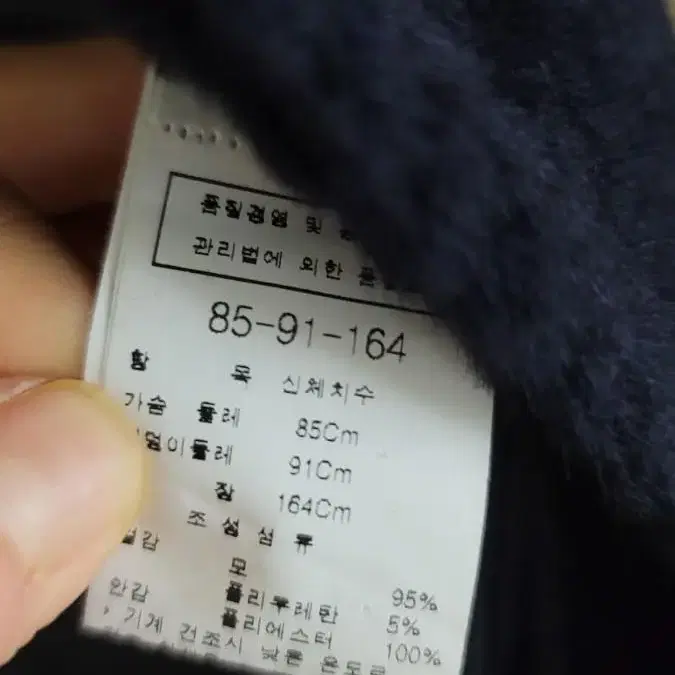 품질경영 및
관리법에 의한
85-91-164
항 목 신체치수
가슴 둘레 85Cm
덩이둘레 91Cm
장 164Cm
조성섬유
겉감 모 95%
폴리우레탄 5%
안감 폴리에스터 100%
, 기계 건조시 낮은 온도로